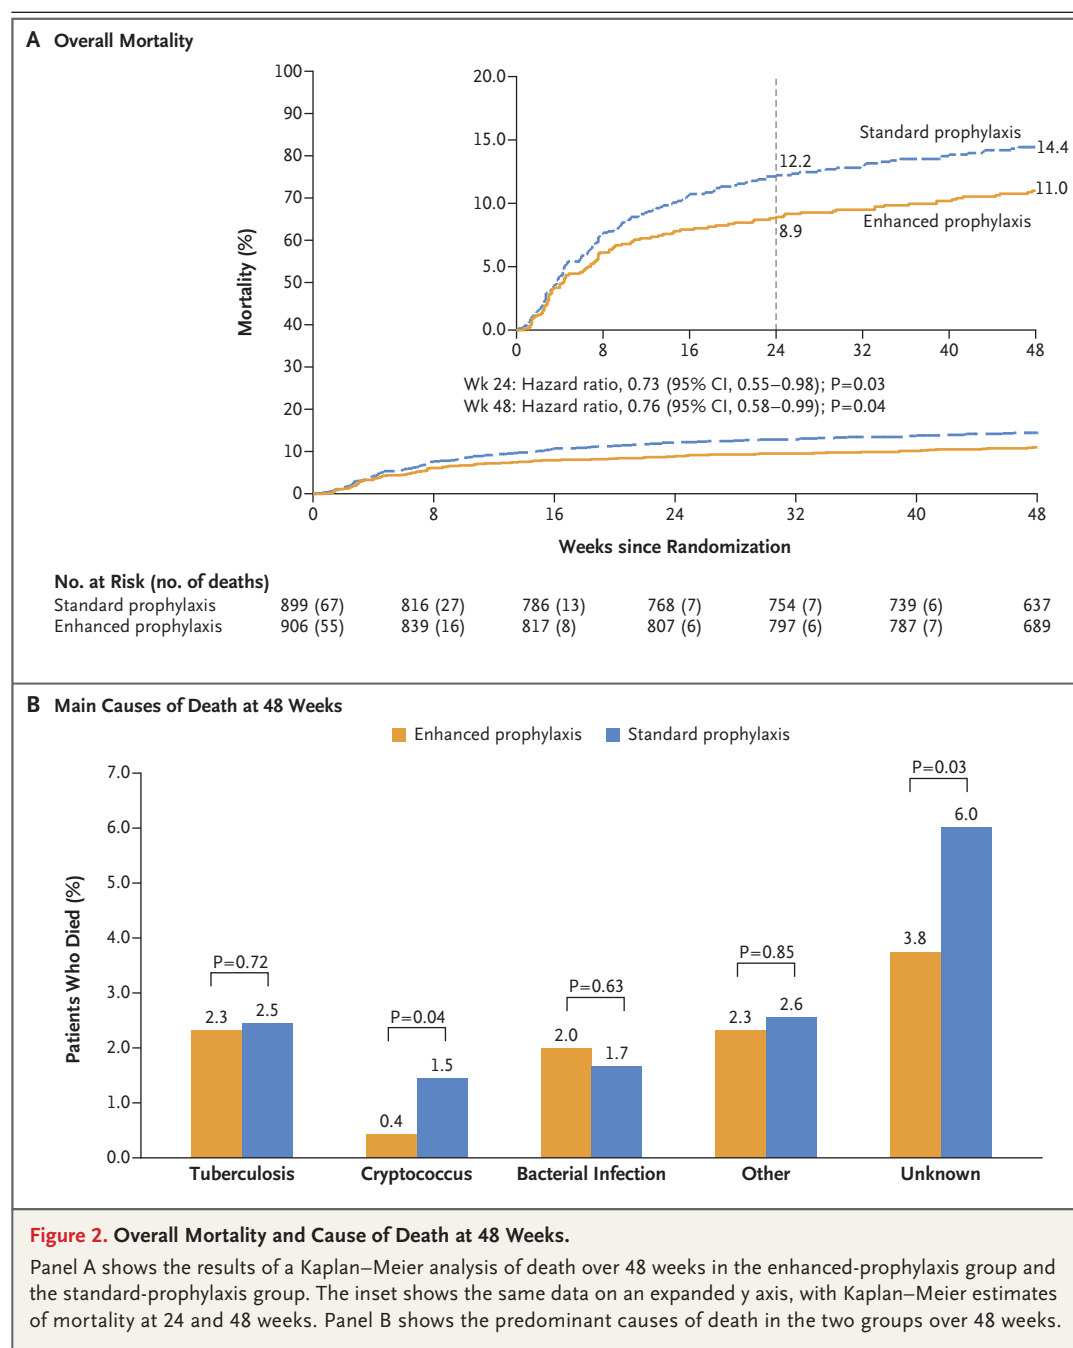 A Overall Mortality
100
90
80
70
60
50
40
30
20
10
0
Mortality (%)
20.0
15.0
10.0
5.0
0.0
Standard prophylaxis
14.4
12.2
11.0
Enhanced prophylaxis
8.9
0 8 16 24 32 40 48
Wk 24: Hazard ratio, 0.73 (95% CI, 0.55–0.98); P=0.03
Wk 48: Hazard ratio, 0.76 (95% CI, 0.58–0.99); P=0.04
0 8 16 24 32 40 48
Weeks since Randomization
No. at Risk (no. of deaths)
Standard prophylaxis 899 (67) 816 (27) 786 (13) 768 (7) 754 (7) 739 (6) 637
Enhanced prophylaxis 906 (55) 839 (16) 817 (8) 807 (6) 797 (6) 787 (7) 689
B Main Causes of Death at 48 Weeks
Enhanced prophylaxis Standard prophylaxis
7.0
6.0
5.0
4.0
3.0
2.0
1.0
0.0
Patients Who Died (%)
P=0.72
2.3 2.5
P=0.04
0.4 1.5
P=0.63
2.0 1.7
P=0.85
2.3 2.6
P=0.03
3.8 6.0
Tuberculosis Cryptococcus Bacterial Infection Other Unknown
Figure 2. Overall Mortality and Cause of Death at 48 Weeks.
Panel A shows the results of a Kaplan–Meier analysis of death over 48 weeks in the enhanced-prophylaxis group and
the standard-prophylaxis group. The inset shows the same data on an expanded y axis, with Kaplan–Meier estimates
of mortality at 24 and 48 weeks. Panel B shows the predominant causes of death in the two groups over 48 weeks.